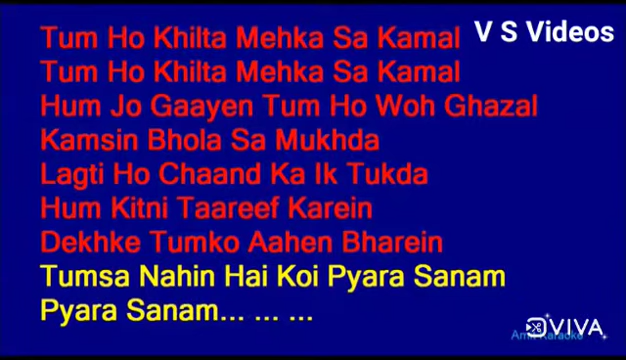 V S Videos
Tum Ho Khilta Mehka Sa Kamal
Tum Ho Khilta Mehka Sa Kamal
Hum Jo Gaayen Tum Ho Woh Ghazal
Kamsin Bhola Sa Mukhda
Lagti Ho Chaand Ka Ik Tukda
Hum Kitni Taareef Karein
Dekhke Tumko Aahen Bharein
Tumsa Nahin Hai Koi Pyara Sanam
Pyara Sanam... ... ...
VIVA